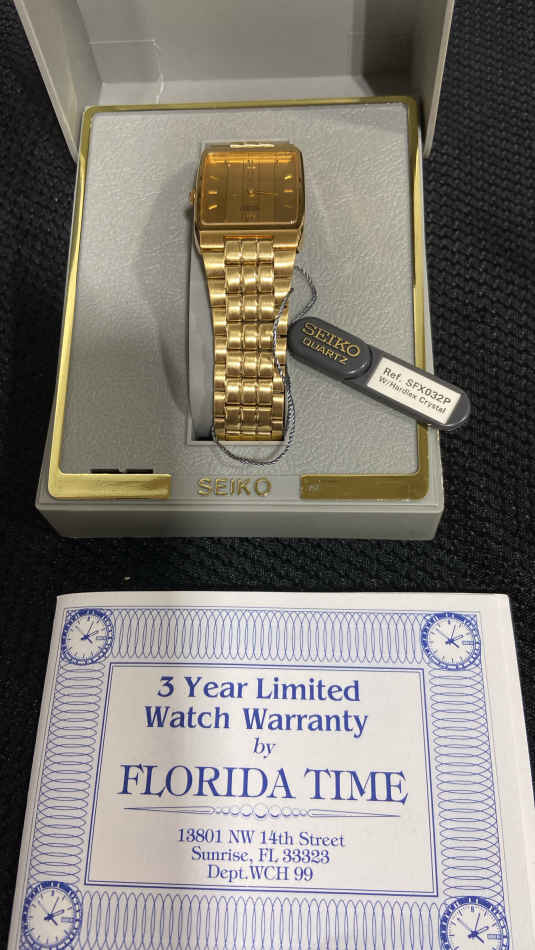 SEIKO
QUARTZ
Ref. SFX032P
W/Hardlex Crystal
SEIKO
3 Year Limited
Watch Warranty
by
FLORIDA TIME
13801 NW 14th Street
Sunrise, FL 33323
Dept.WCH 99